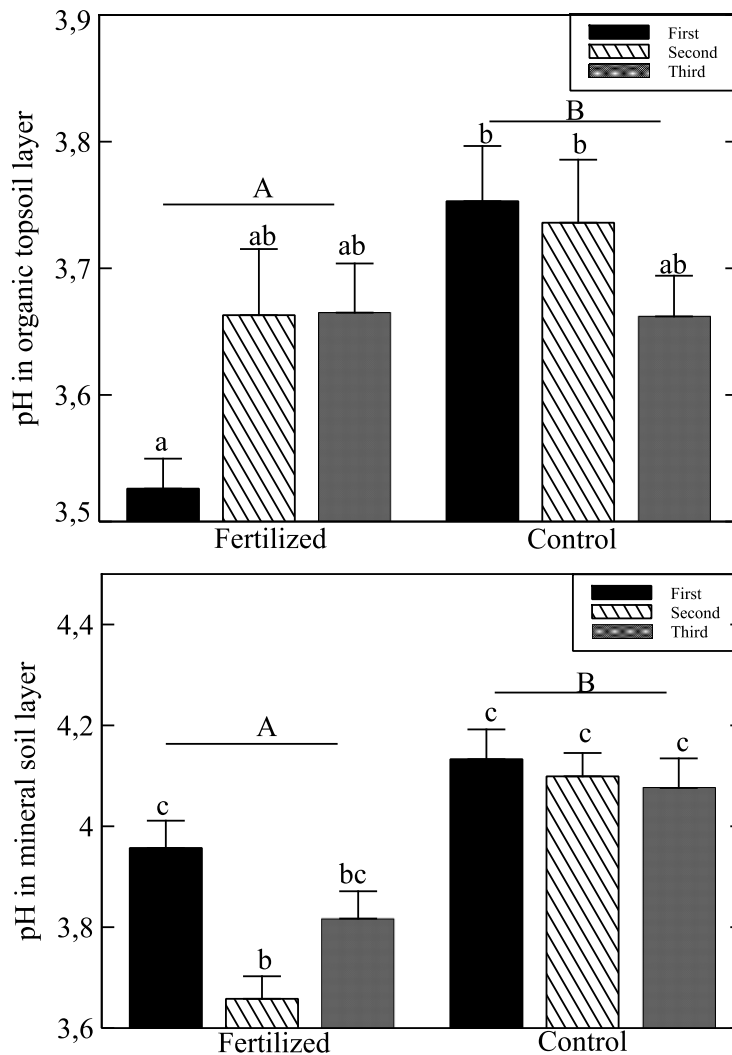 3,9
First
Second
Third
B
3,8
b
b
A
pH in organic topsoil layer
ab
ab
ab
3,7
3,6
a
3,5
Fertilized
Control
First
Second
Third
4,4
B
4,2
c
c
c
A
pH in mineral soil layer
c
4
bc
3,8
b
3,6
Fertilized
Control